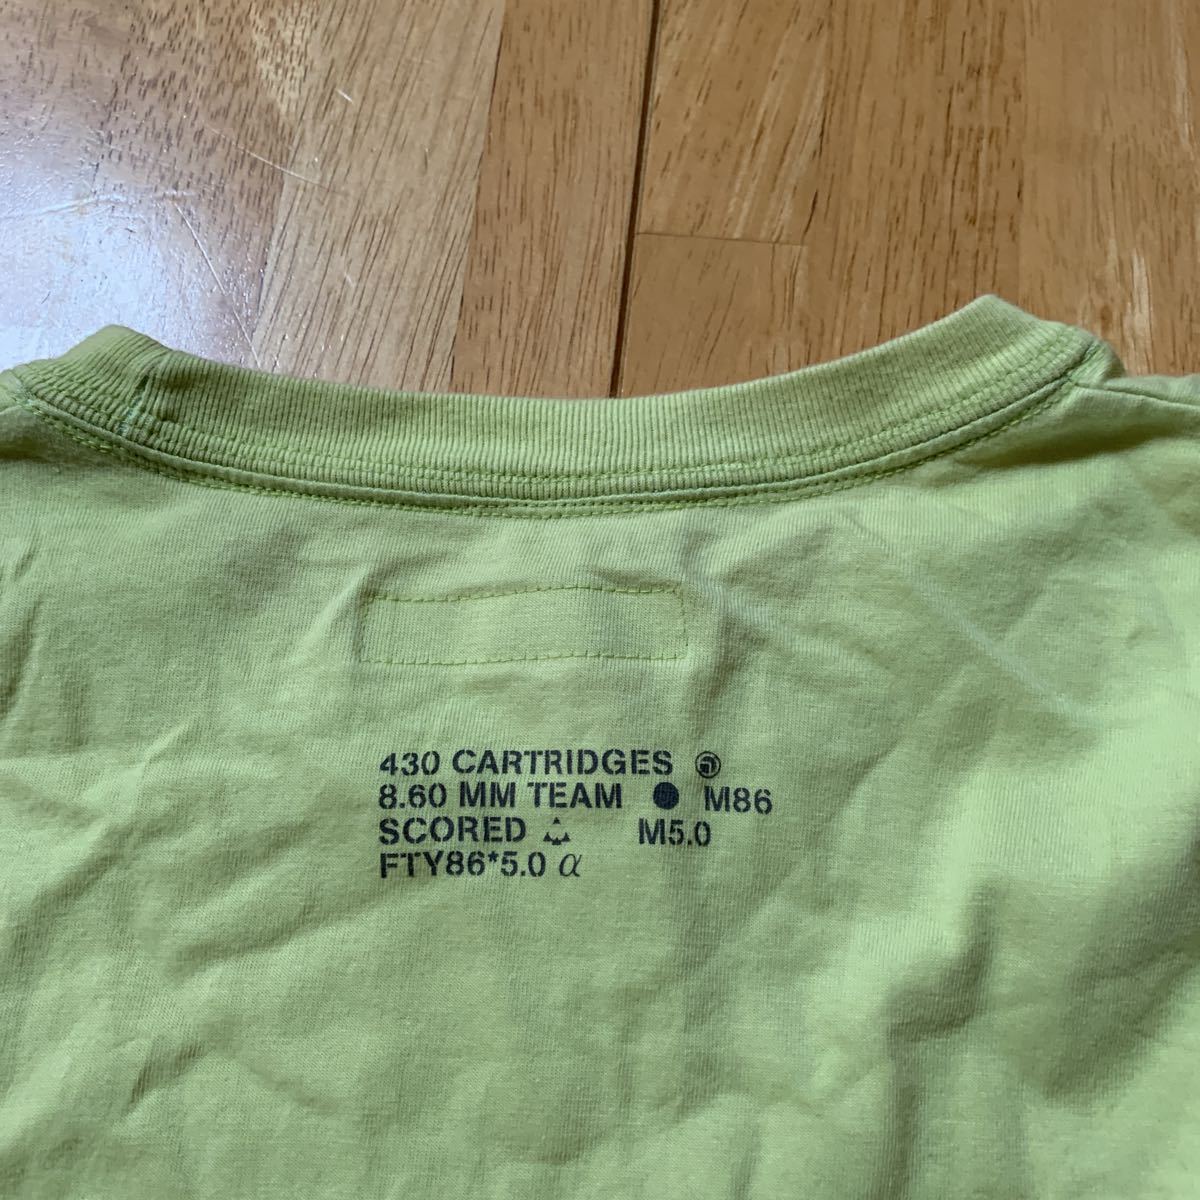 430 CARTRIDGES
8.60 MM TEAM ● M86
SCORED M5.0
FTY86*5.0 α